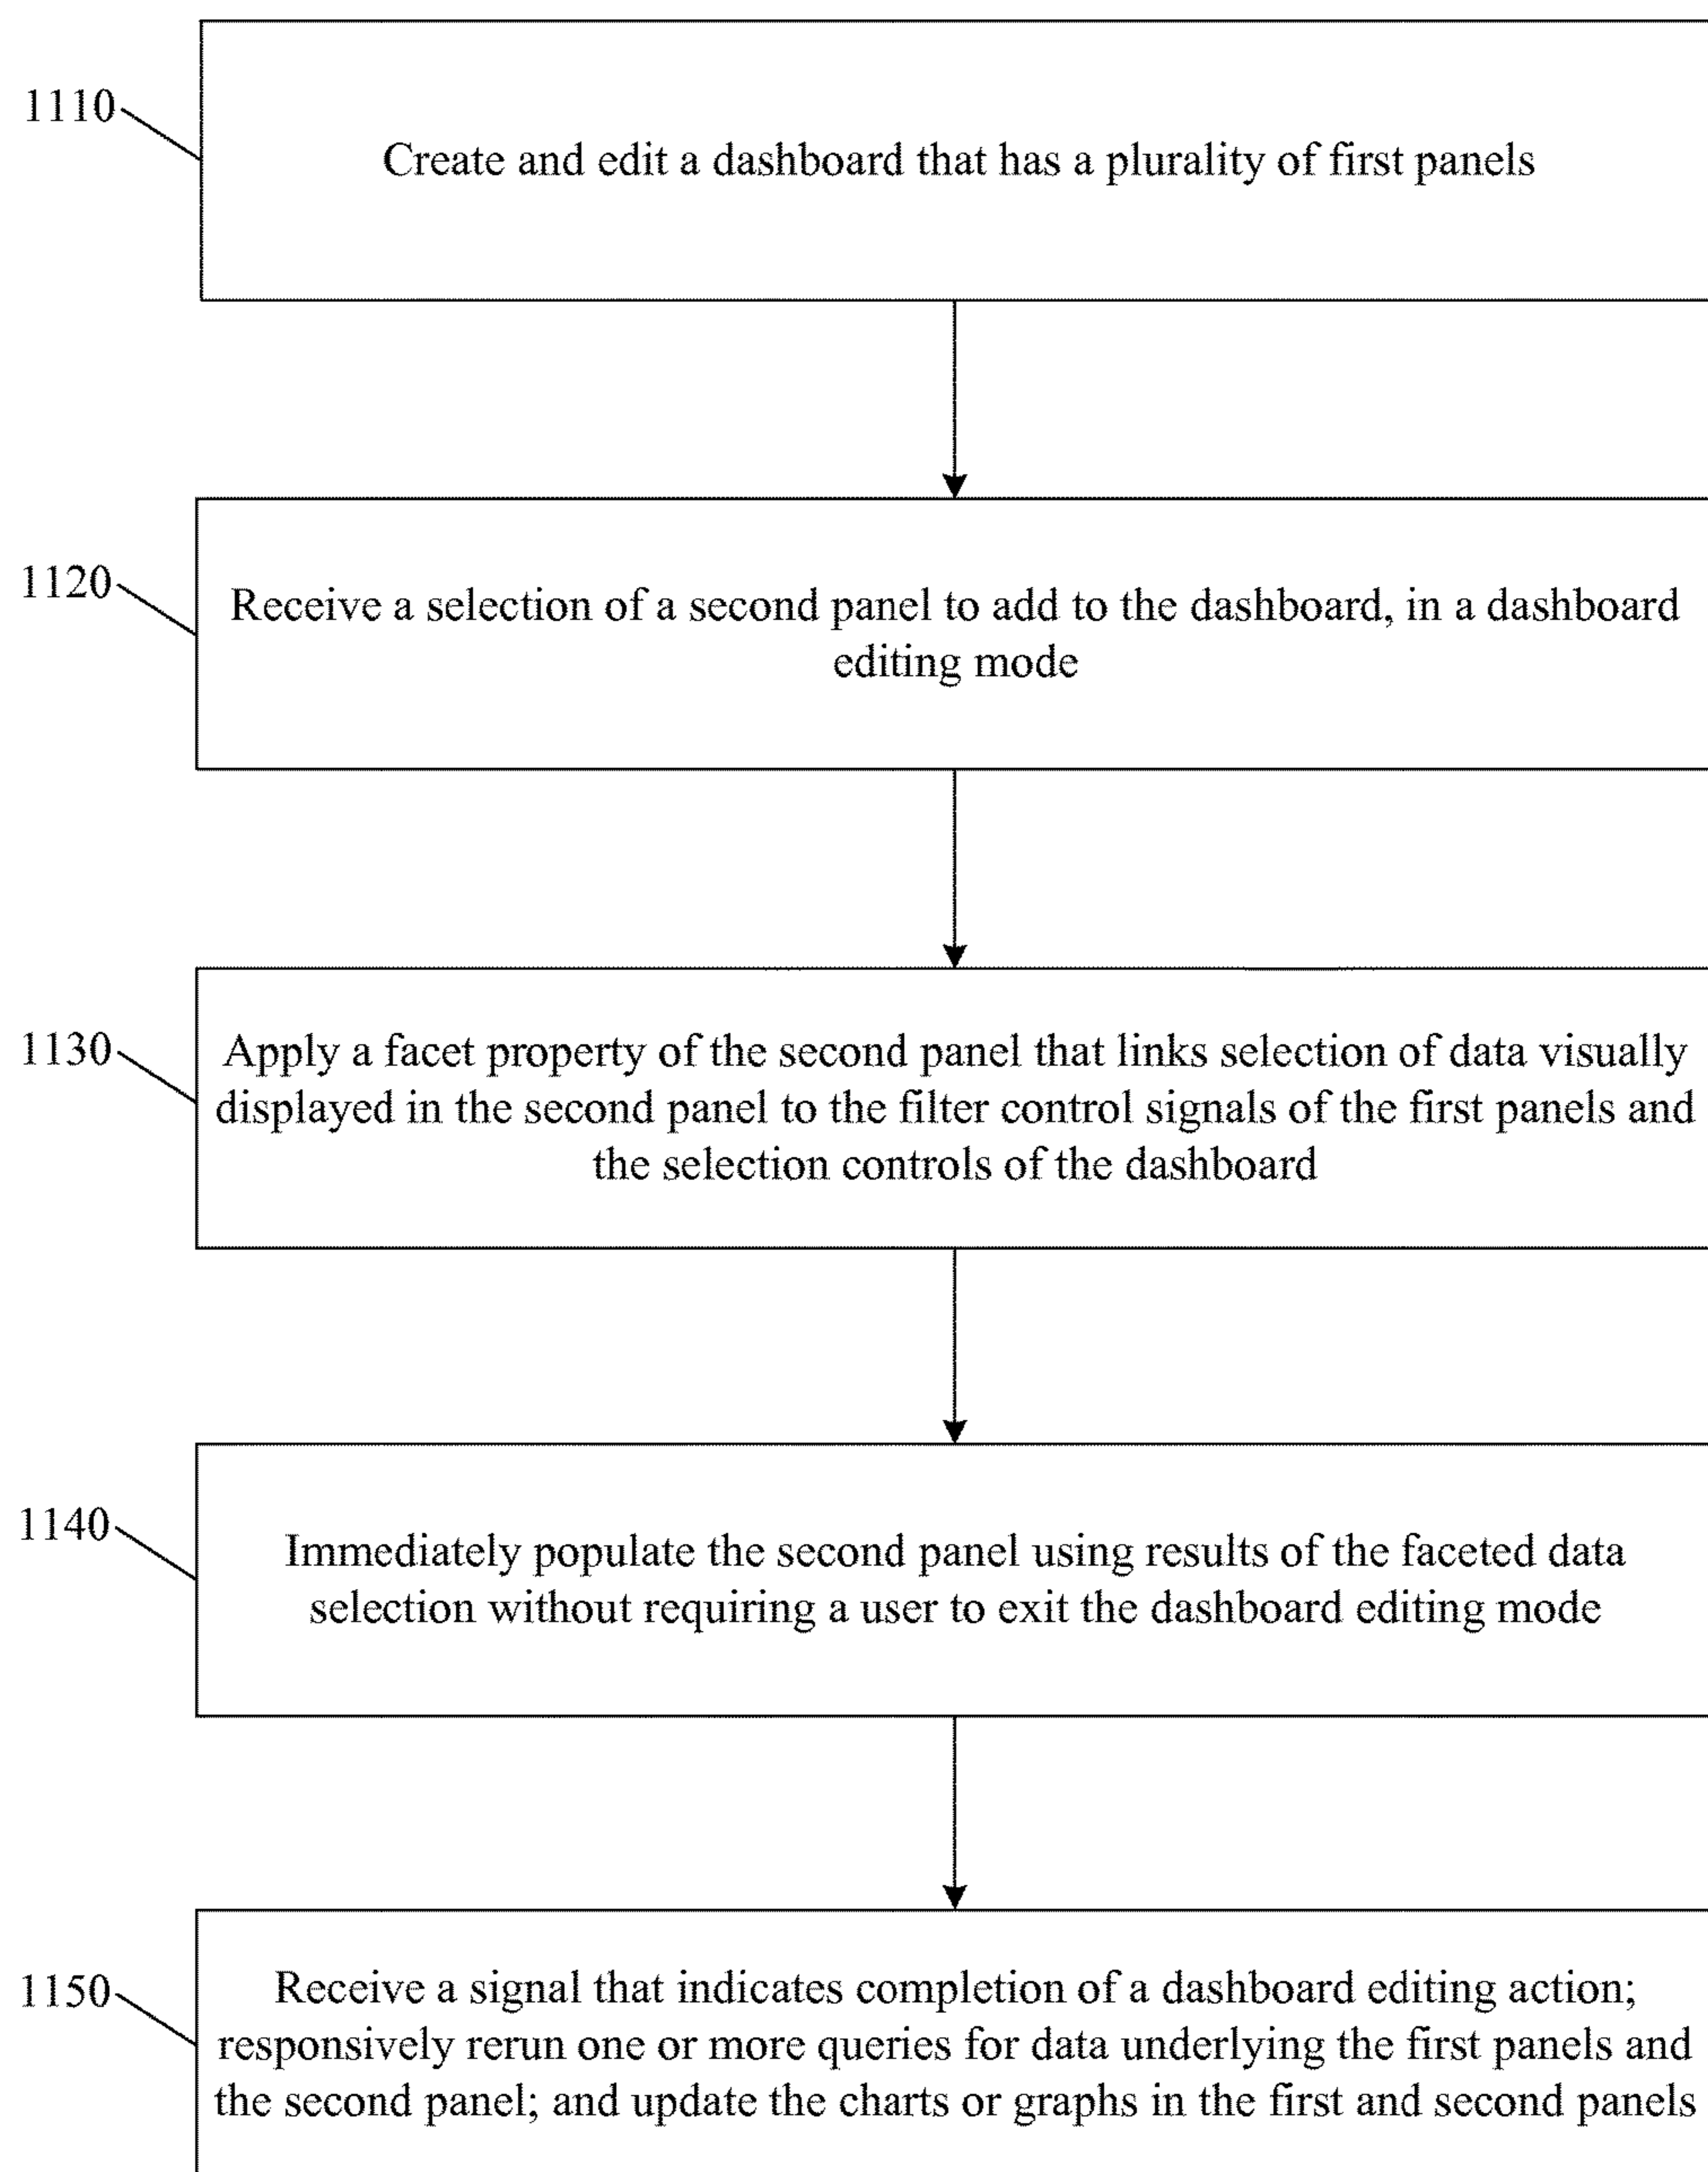 1110
Create and edit a dashboard that has a plurality of first panels
1120
Receive a selection of a second panel to add to the dashboard, in a dashboard
editing mode
1130
Apply a facet property of the second panel that links selection of data visually
displayed in the second panel to the filter control signals of the first panels and
the selection controls of the dashboard
1140
Immediately populate the second panel using results of the faceted data
selection without requiring a user to exit the dashboard editing mode
1150
Receive a signal that indicates completion of a dashboard editing action;
responsively rerun one or more queries for data underlying the first panels and
the second panel; and update the charts or graphs in the first and second panels